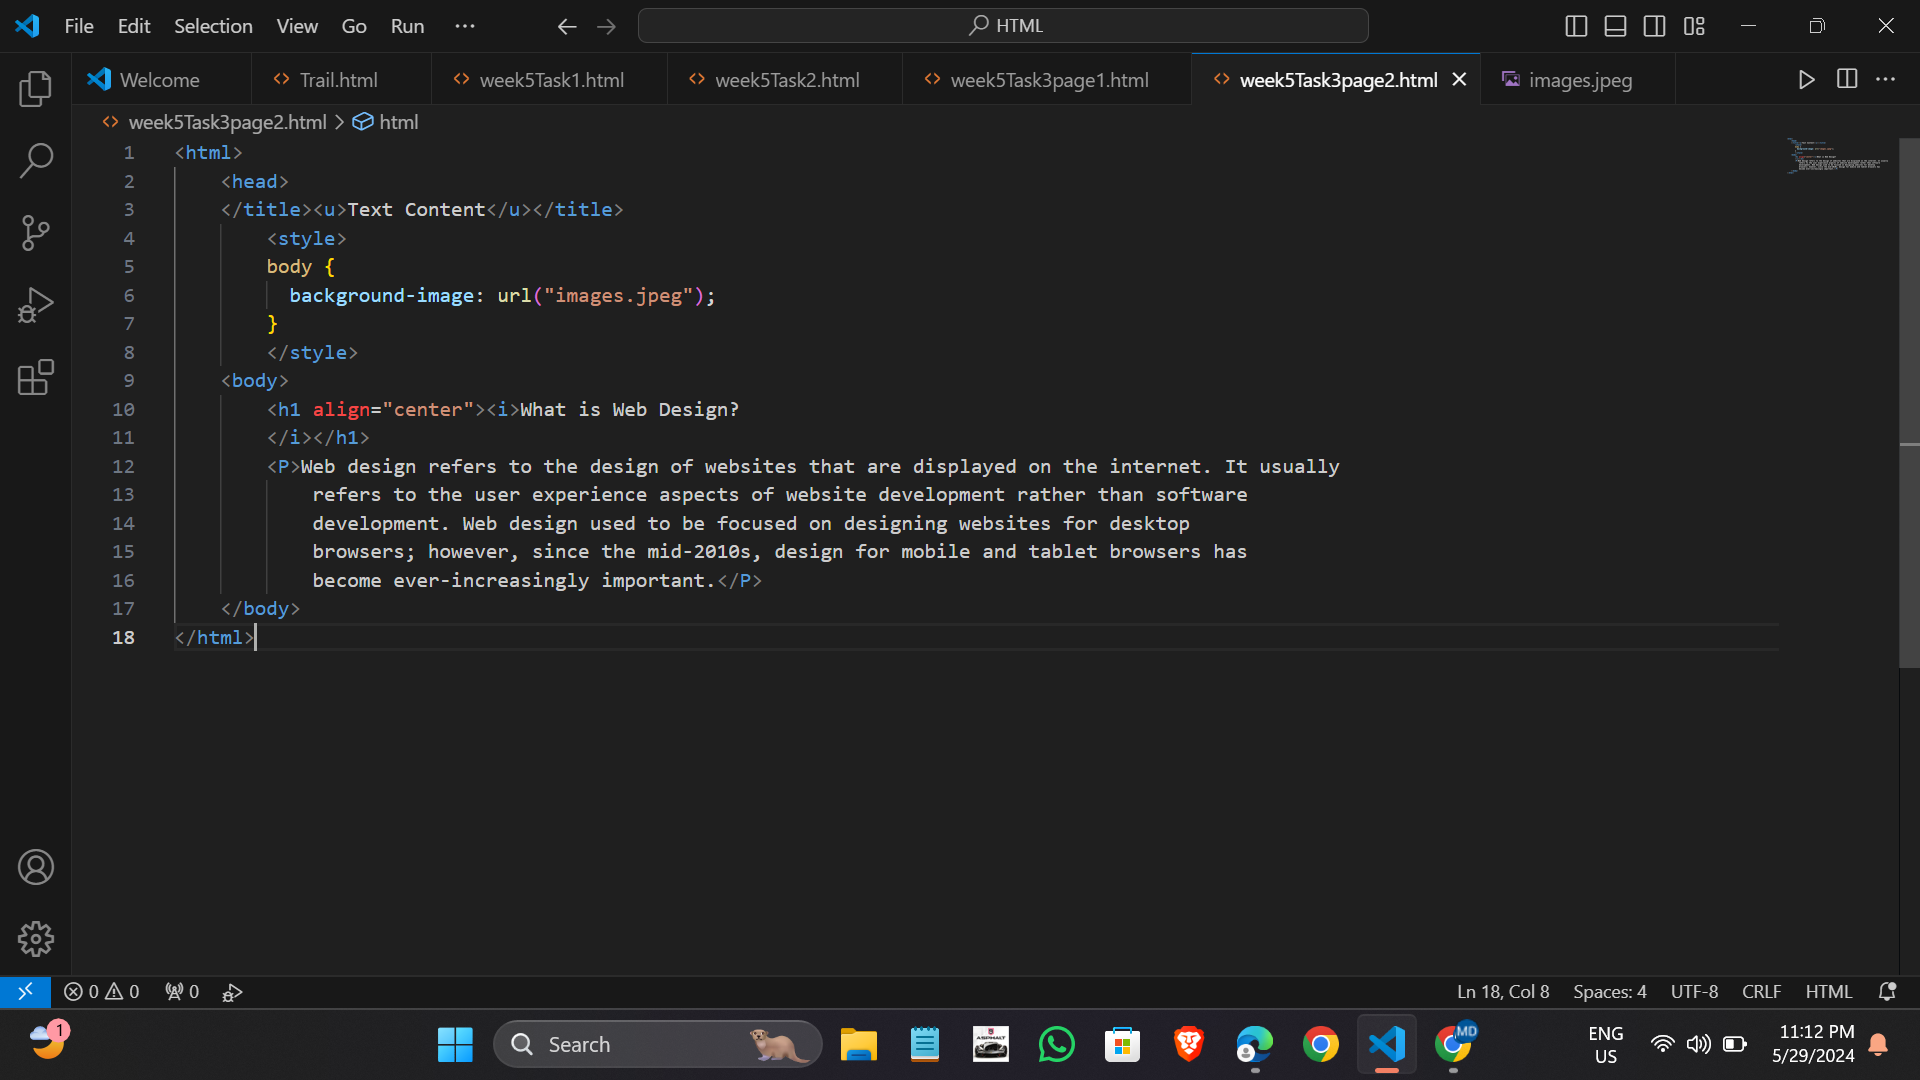 File Edit Selection View Go Run ··· HTML
Welcome Trail.html week5Task1.html week5Task2.html week5Task3page1.html week5Task3page2.html images.jpeg
week5Task3page2.html > html
1 <html>
2 <head>
3 </title><u>Text Content</u></title>
4 <style>
5 body {
6 background-image: url("images.jpeg");
7 }
8 </style>
9 <body>
10 <h1 align="center"><i>What is Web Design?
11 </i></h1>
12 <P>Web design refers to the design of websites that are displayed on the internet. It usually
13 refers to the user experience aspects of website development rather than software
14 development. Web design used to be focused on designing websites for desktop
15 browsers; however, since the mid-2010s, design for mobile and tablet browsers has
16 become ever-increasingly important.</P>
17 </body>
18 </html>
0 0 0 Ln 18, Col 8 Spaces: 4 UTF-8 CRLF HTML
1 Search ASPHALT MD ENG US 11:12 PM 5/29/2024